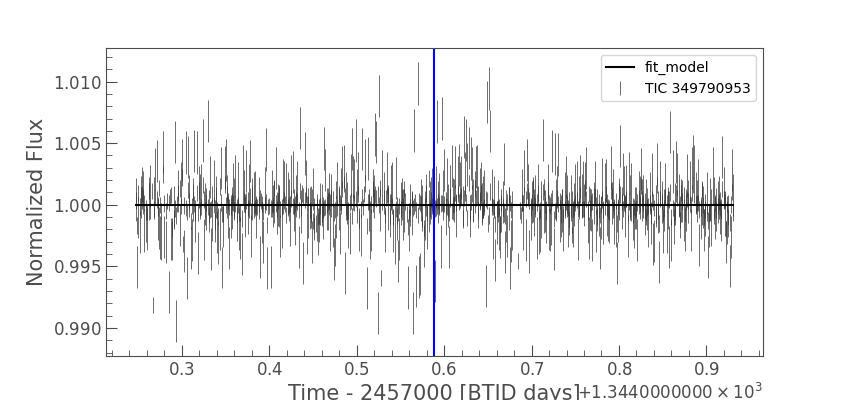 fit_model
TIC 349790953
1.010
1.005
1.000
0.995
0.990
Normalized Flux
0.3 0.4 0.5 0.6 0.7 0.8 0.9
Time - 2457000 [BTJD days]
+1.3440000000 × 10³